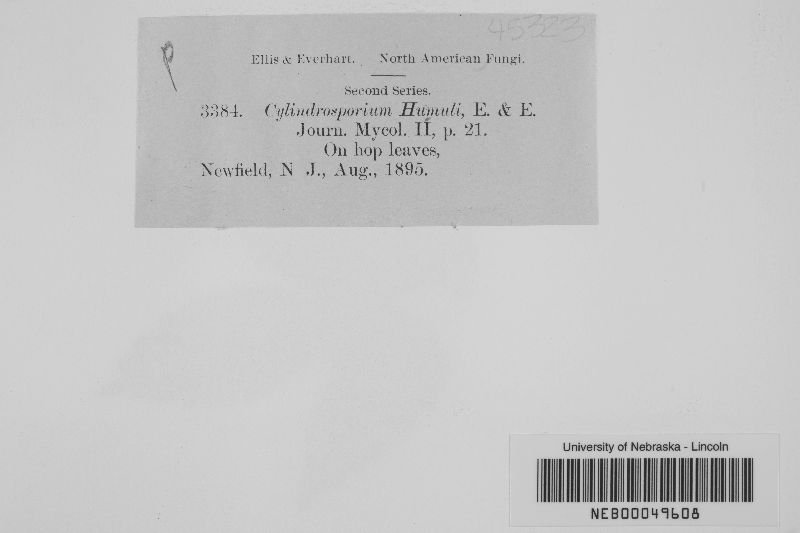 45323
Ellis & Everhart. North American Fungi.
Second Series.
3384. Cylindrosporium Humuli, E. & E.
Journ. Mycol. II, p. 21.
On hop leaves,
Newfield, N J., Aug., 1895.
University of Nebraska - Lincoln
NEB00049608